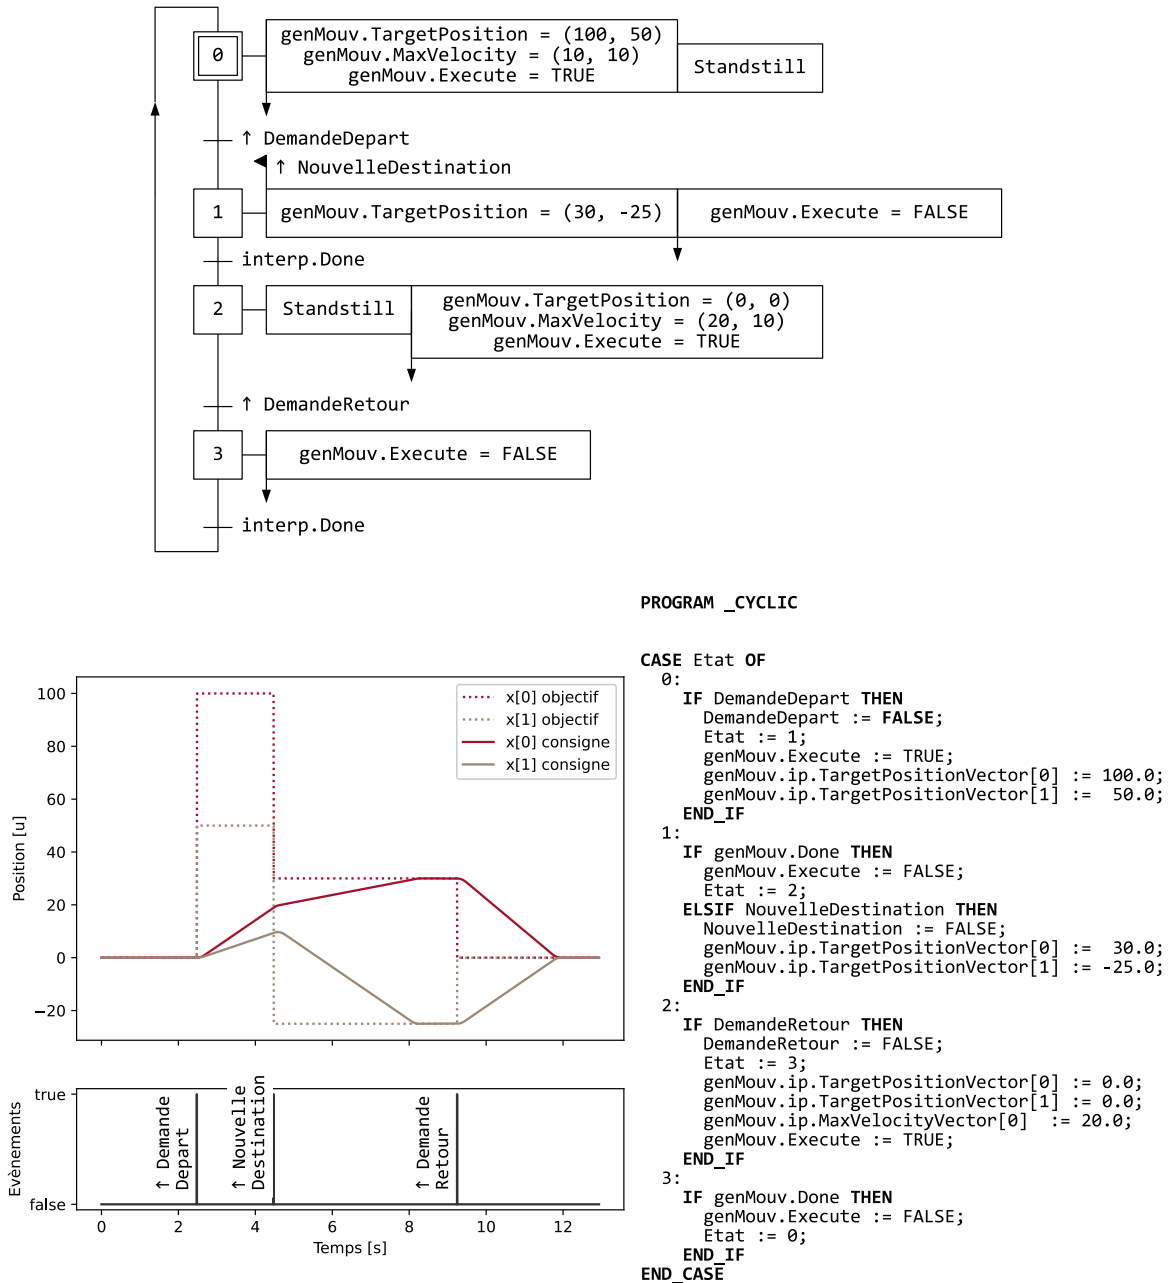 genMouv.TargetPosition = (100, 50)
genMouv.MaxVelocity = (10, 10)
genMouv.Execute = TRUE
0
Standstill
↑ DemandeDepart
↑ NouvelleDestination
1
genMouv.TargetPosition = (30, -25)
genMouv.Execute = FALSE
interp.Done
2
Standstill
genMouv.TargetPosition = (0, 0)
genMouv.MaxVelocity = (20, 10)
genMouv.Execute = TRUE
↑ DemandeRetour
3
genMouv.Execute = FALSE
interp.Done
100
80
60
40
20
0
−20
Position [u]
x[0] objectif
x[1] objectif
x[0] consigne
x[1] consigne
true
false
Evènements
↑ Demande
Depart
↑ Nouvelle
Destination
↑ Demande
Retour
0 2 4 6 8 10 12
Temps [s]
PROGRAM _CYCLIC
CASE Etat OF
0:
IF DemandeDepart THEN
DemandeDepart := FALSE;
Etat := 1;
genMouv.Execute := TRUE;
genMouv.ip.TargetPositionVector[0] := 100.0;
genMouv.ip.TargetPositionVector[1] := 50.0;
END_IF
1:
IF genMouv.Done THEN
genMouv.Execute := FALSE;
Etat := 2;
ELSIF NouvelleDestination THEN
NouvelleDestination := FALSE;
genMouv.ip.TargetPositionVector[0] := 30.0;
genMouv.ip.TargetPositionVector[1] := -25.0;
END_IF
2:
IF DemandeRetour THEN
DemandeRetour := FALSE;
Etat := 3;
genMouv.ip.TargetPositionVector[0] := 0.0;
genMouv.ip.TargetPositionVector[1] := 0.0;
genMouv.ip.MaxVelocityVector[0] := 20.0;
genMouv.Execute := TRUE;
END_IF
3:
IF genMouv.Done THEN
genMouv.Execute := FALSE;
Etat := 0;
END_IF
END_CASE